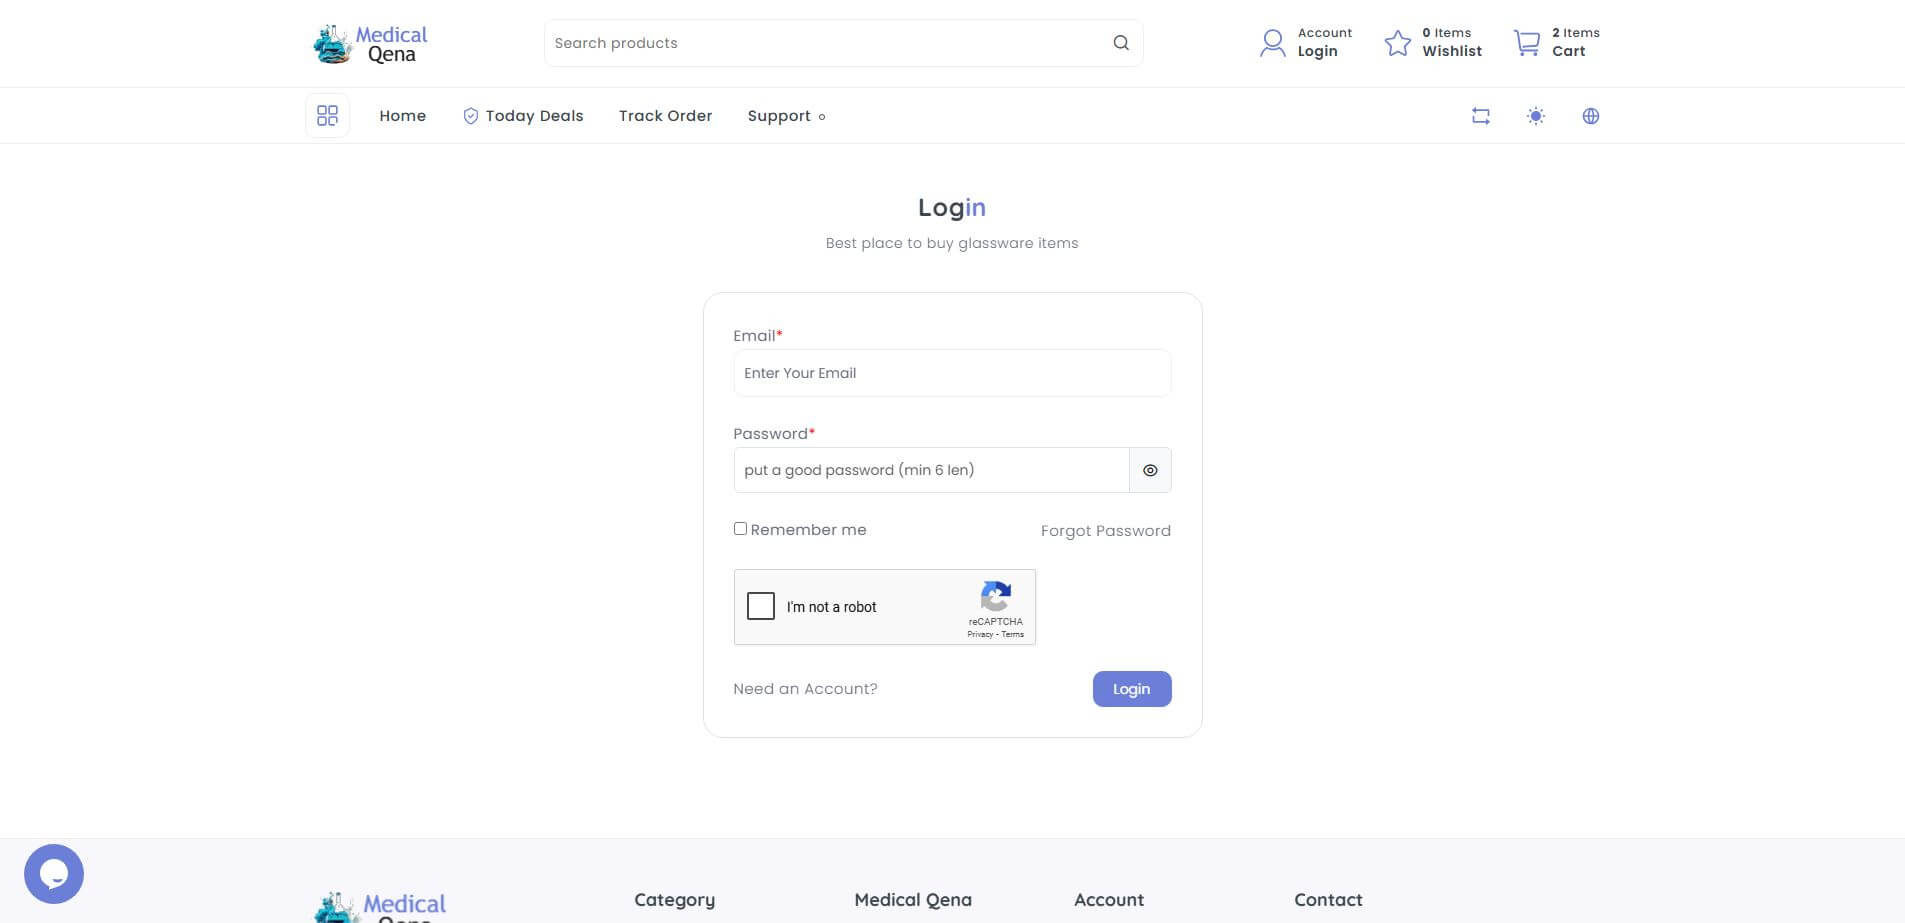 Medical
Qena
Search products
Account
Login
0 Items
Wishlist
2 Items
Cart
Home
Today Deals
Track Order
Support
Login
Best place to buy glassware items
Email*
Enter Your Email
Password*
put a good password (min 6 len)
Remember me
Forgot Password
I'm not a robot
reCAPTCHA
Privacy - Terms
Need an Account?
Login
Medical
Qena
Category
Medical Qena
Account
Contact